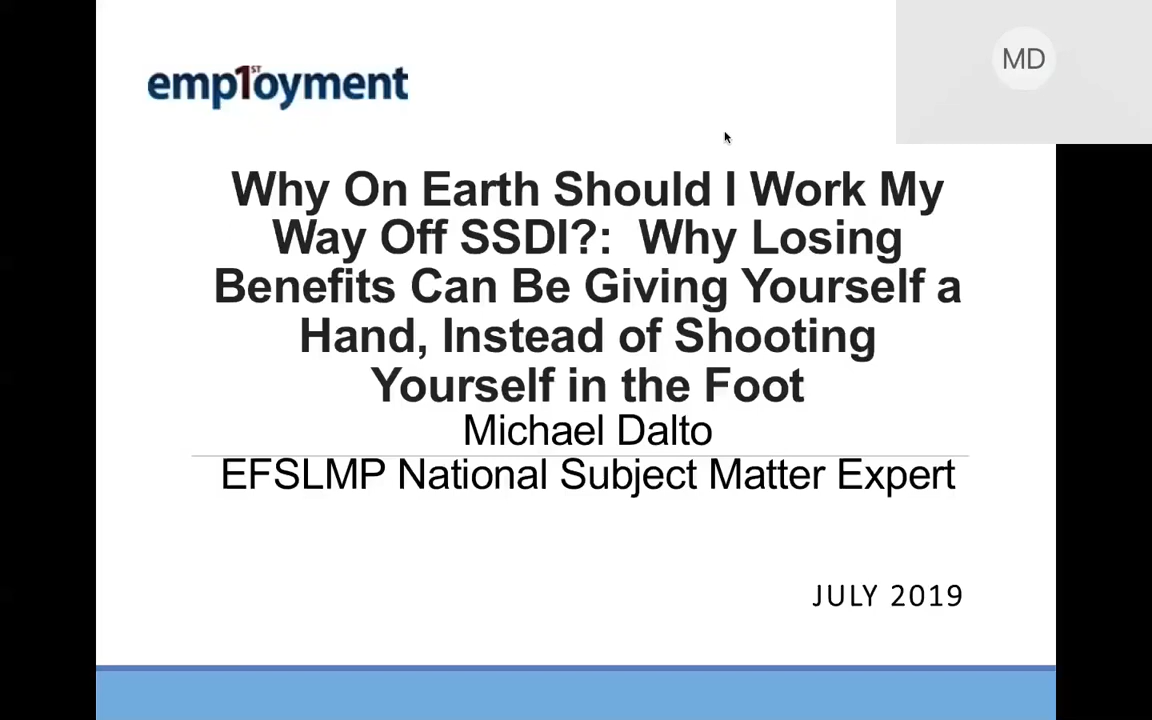 emp1SToyment
MD
Why On Earth Should I Work My
Way Off SSDI?: Why Losing
Benefits Can Be Giving Yourself a
Hand, Instead of Shooting
Yourself in the Foot
Michael Dalto
EFSLMP National Subject Matter Expert
JULY 2019